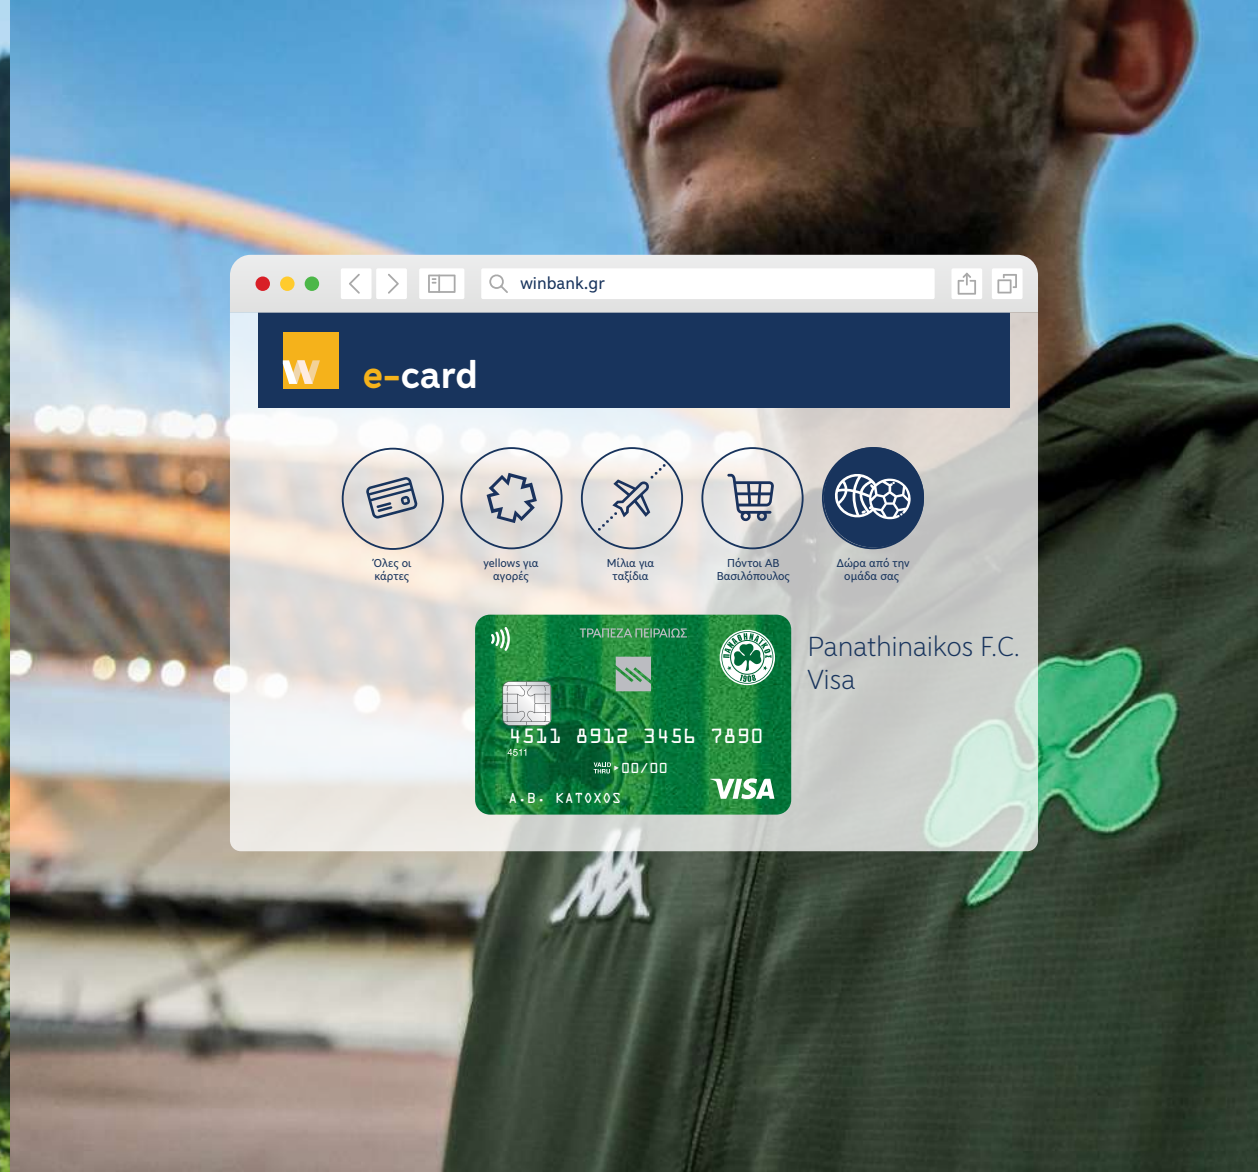 winbank.gr
w e-card
Όλες οι
κάρτες
yellows για
αγορές
Μίλια για
ταξίδια
Πόντοι ΑΒ
Βασιλόπουλος
Δώρα από την
ομάδα σας
ΤΡΑΠΕΖΑ ΠΕΙΡΑΙΩΣ
ΠΑΝΑΘΗΝΑΪΚΟΣ
1908
4511 8912 3456 7890
4511
VALID
THRU 00/00
Α.Β. ΚΑΤΟΧΟΣ
VISA
Panathinaikos F.C.
Visa